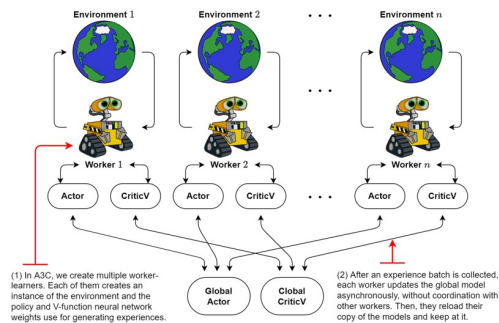 Environment 1
Environment 2
Environment n
Worker 1
Worker 2
Worker n
Actor
CriticV
Actor
CriticV
Actor
CriticV
Global
Actor
Clobal
CriticV
(1) In A3C, we create multiple worker-
learners. Each of them creates an
instance of the environment and the
policy and V-function neural network
weights use for generating experiences.
(2) After an experience batch is collected,
each worker updates the global model
asynchronously, without coordination with
other workers. Then, they reload their
copy of the models and keep at it.